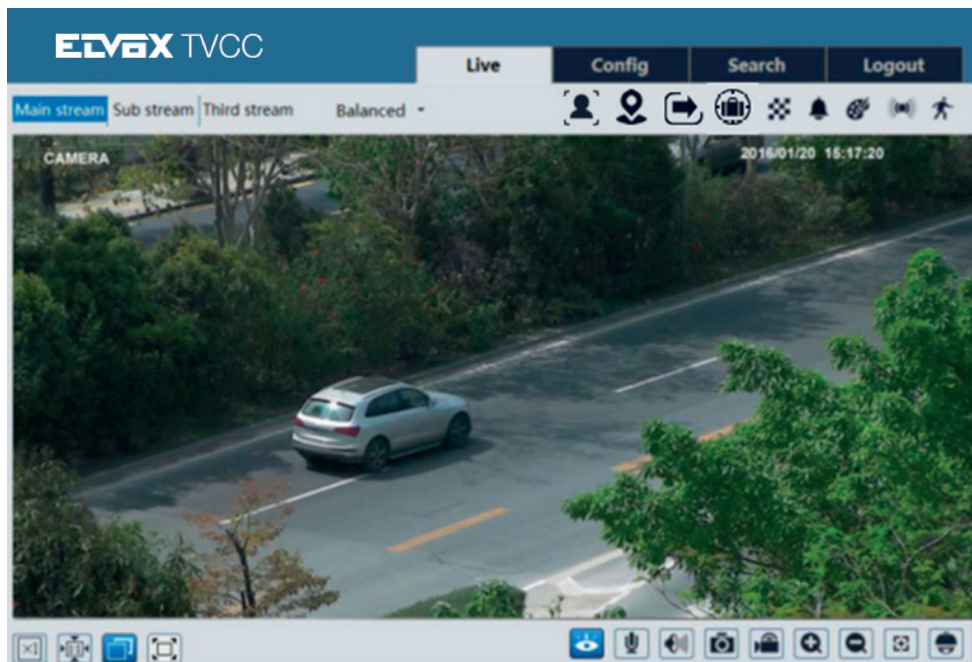 ELVOX TVCC
Live Config Search Logout
Main stream Sub stream Third stream Balanced
CAMERA 2016/01/20 15:17:20